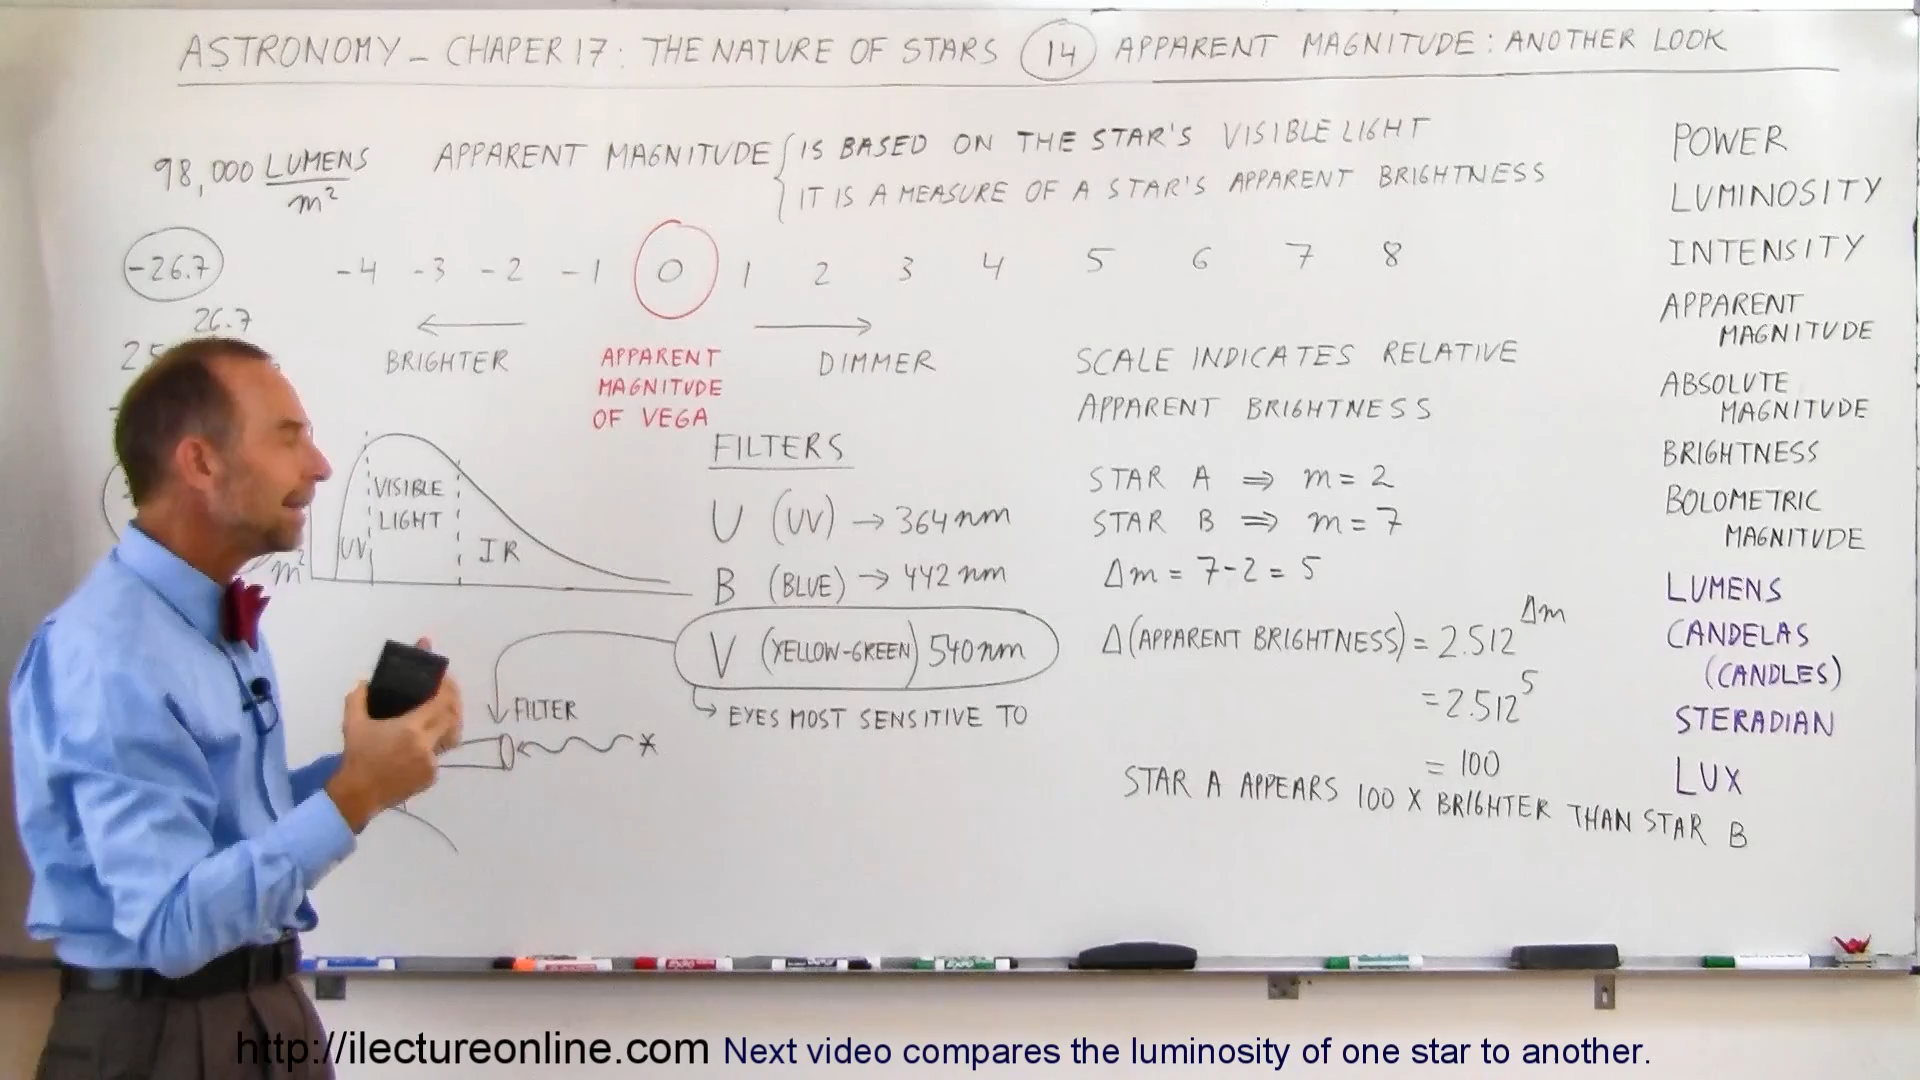 ASTRONOMY - CHAPER 17: THE NATURE OF STARS 14 APPARENT MAGNITUDE: ANOTHER LOOK
98,000 LUMENS
m²
APPARENT MAGNITUDE { IS BASED ON THE STAR'S VISIBLE LIGHT
IT IS A MEASURE OF A STAR'S APPARENT BRIGHTNESS
-26.7 -4 -3 -2 -1 0 1 2 3 4 5 6 7 8
26.7
25
← →
BRIGHTER
APPARENT
MAGNITUDE
OF VEGA
DIMMER
VISIBLE
LIGHT
UV
IR
m²
FILTERS
U (UV) → 364 nm
B (BLUE) → 442 nm
V (YELLOW-GREEN) 540 nm
→ EYES MOST SENSITIVE TO
FILTER
SCALE INDICATES RELATIVE
APPARENT BRIGHTNESS
STAR A ⇒ m = 2
STAR B ⇒ m = 7
Δm = 7-2 = 5
Δ(APPARENT BRIGHTNESS) = 2.512^Δm
= 2.512^5
= 100
STAR A APPEARS 100 X BRIGHTER THAN STAR B
POWER
LUMINOSITY
INTENSITY
APPARENT
MAGNITUDE
ABSOLUTE
MAGNITUDE
BRIGHTNESS
BOLOMETRIC
MAGNITUDE
LUMENS
CANDELAS
(CANDLES)
STERADIAN
LUX
http://ilectureonline.com Next video compares the luminosity of one star to another.